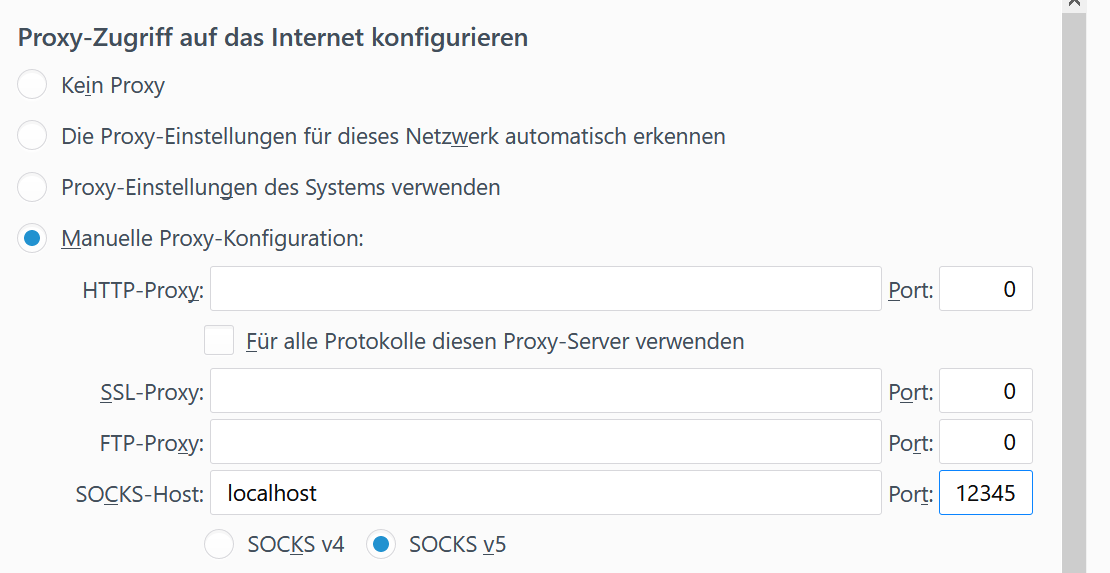 Proxy-Zugriff auf das Internet konfigurieren
Kein Proxy
Die Proxy-Einstellungen für dieses Netzwerk automatisch erkennen
Proxy-Einstellungen des Systems verwenden
Manuelle Proxy-Konfiguration:
HTTP-Proxy: Port: 0
Für alle Protokolle diesen Proxy-Server verwenden
SSL-Proxy: Port: 0
FTP-Proxy: Port: 0
SOCKS-Host: localhost Port: 12345
SOCKS v4 SOCKS v5